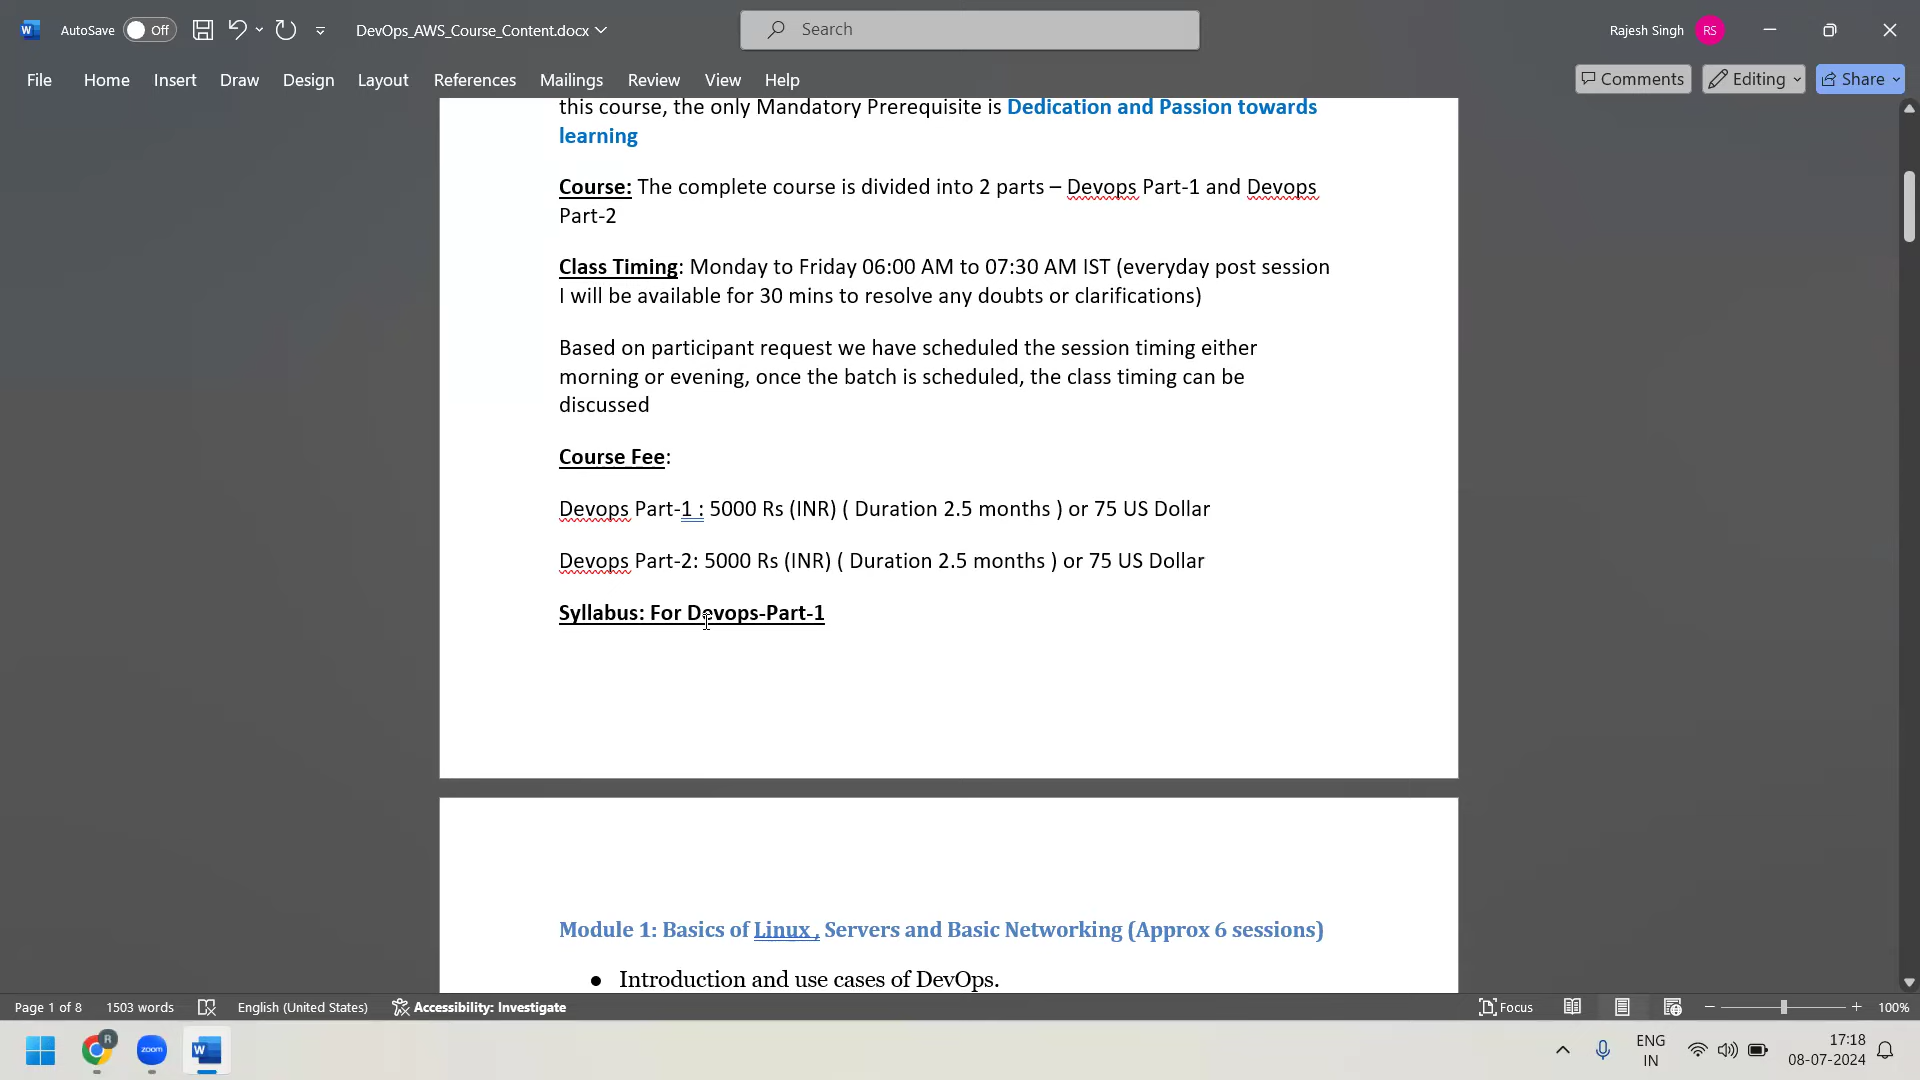 AutoSave Off DevOps_AWS_Course_Content.docx Search Rajesh Singh RS
File Home Insert Draw Design Layout References Mailings Review View Help Comments Editing Share
this course, the only Mandatory Prerequisite is Dedication and Passion towards
learning
Course: The complete course is divided into 2 parts – Devops Part-1 and Devops
Part-2
Class Timing: Monday to Friday 06:00 AM to 07:30 AM IST (everyday post session
I will be available for 30 mins to resolve any doubts or clarifications)
Based on participant request we have scheduled the session timing either
morning or evening, once the batch is scheduled, the class timing can be
discussed
Course Fee:
Devops Part-1 : 5000 Rs (INR) ( Duration 2.5 months ) or 75 US Dollar
Devops Part-2: 5000 Rs (INR) ( Duration 2.5 months ) or 75 US Dollar
Syllabus: For Devops-Part-1
Module 1: Basics of Linux , Servers and Basic Networking (Approx 6 sessions)
● Introduction and use cases of DevOps.
Page 1 of 8 1503 words English (United States) Accessibility: Investigate Focus 100%
R zoom W ENG 17:18
IN 08-07-2024